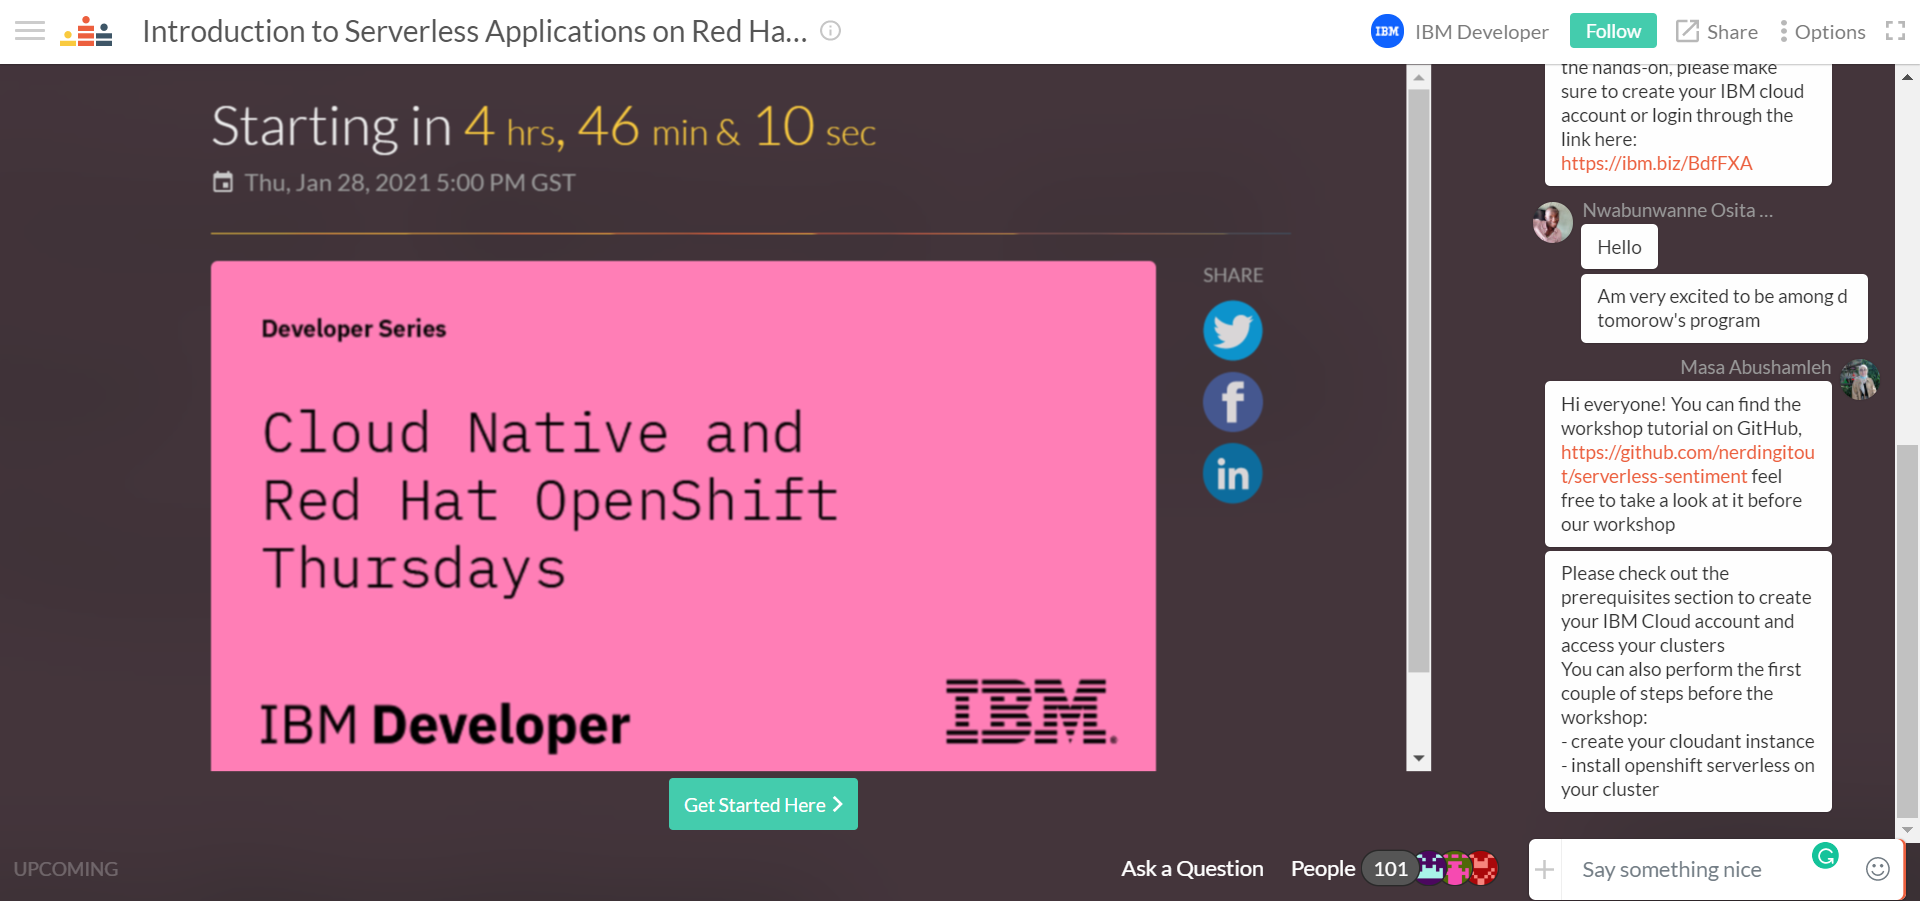 Introduction to Serverless Applications on Red Ha...
IBM
IBM Developer
Follow
Share
Options
Starting in 4 hrs, 46 min & 10 sec
Thu, Jan 28, 2021 5:00 PM GST
Developer Series
Cloud Native and
Red Hat OpenShift
Thursdays
IBM Developer
IBM®
SHARE
Get Started Here
UPCOMING
Ask a Question
People 101
the hands-on, please make
sure to create your IBM cloud
account or login through the
link here:
https://ibm.biz/BdfFXA
Nwabunwanne Osita ...
Hello
Am very excited to be among d
tomorow's program
Masa Abushamleh
Hi everyone! You can find the
workshop tutorial on GitHub,
https://github.com/nerdingitou
t/serverless-sentiment feel
free to take a look at it before
our workshop
Please check out the
prerequisites section to create
your IBM Cloud account and
access your clusters
You can also perform the first
couple of steps before the
workshop:
- create your cloudant instance
- install openshift serverless on
your cluster
Say something nice